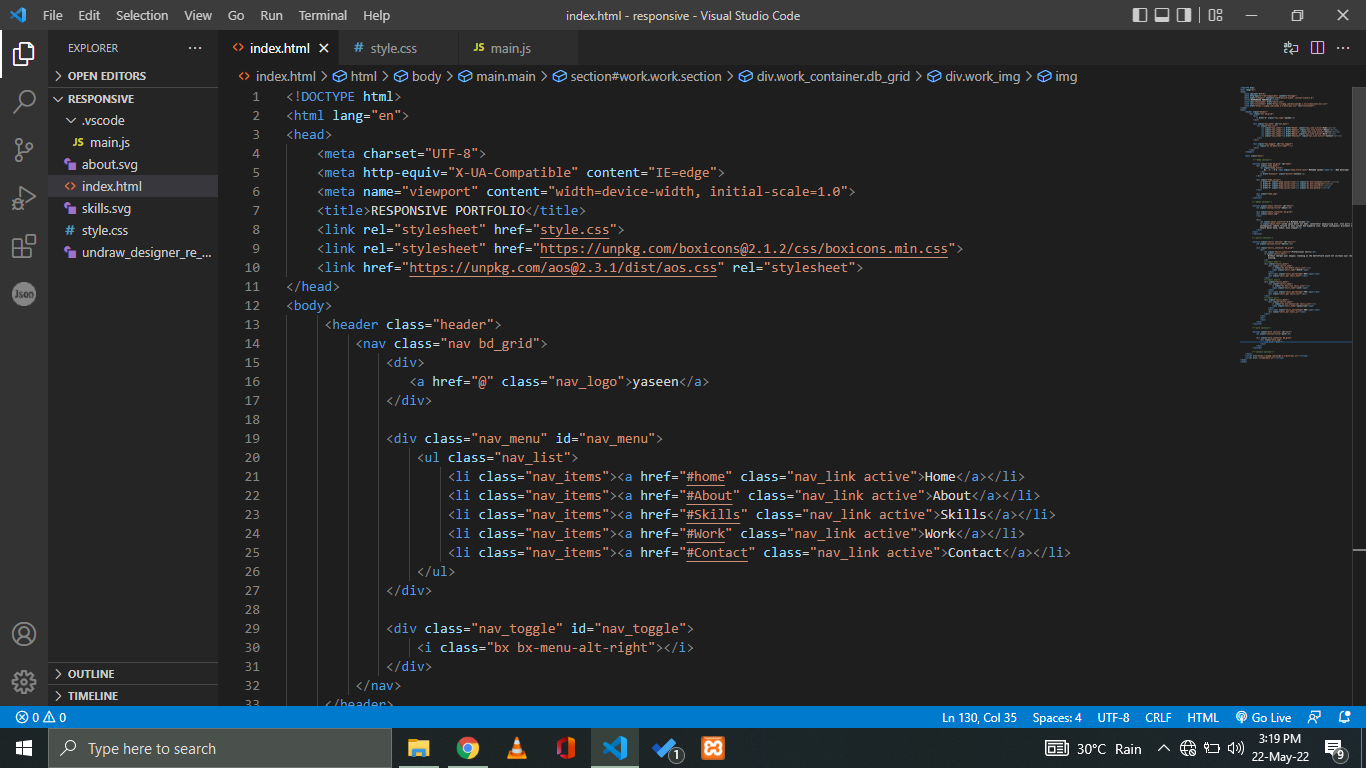 File Edit Selection View Go Run Terminal Help
index.html - responsive - Visual Studio Code
EXPLORER
OPEN EDITORS
RESPONSIVE
.vscode
JS main.js
about.svg
<> index.html
skills.svg
# style.css
undraw_designer_re_...
Json
OUTLINE
TIMELINE
<> index.html # style.css JS main.js
<> index.html > html > body > main.main > section#work.work.section > div.work_container.db_grid > div.work_img > img
1 <!DOCTYPE html>
2 <html lang="en">
3 <head>
4 <meta charset="UTF-8">
5 <meta http-equiv="X-UA-Compatible" content="IE=edge">
6 <meta name="viewport" content="width=device-width, initial-scale=1.0">
7 <title>RESPONSIVE PORTFOLIO</title>
8 <link rel="stylesheet" href="style.css">
9 <link rel="stylesheet" href="https://unpkg.com/boxicons@2.1.2/css/boxicons.min.css">
10 <link href="https://unpkg.com/aos@2.3.1/dist/aos.css" rel="stylesheet">
11 </head>
12 <body>
13 <header class="header">
14 <nav class="nav bd_grid">
15 <div>
16 <a href="@" class="nav_logo">yaseen</a>
17 </div>
18
19 <div class="nav_menu" id="nav_menu">
20 <ul class="nav_list">
21 <li class="nav_items"><a href="#home" class="nav_link active">Home</a></li>
22 <li class="nav_items"><a href="#About" class="nav_link active">About</a></li>
23 <li class="nav_items"><a href="#Skills" class="nav_link active">Skills</a></li>
24 <li class="nav_items"><a href="#Work" class="nav_link active">Work</a></li>
25 <li class="nav_items"><a href="#Contact" class="nav_link active">Contact</a></li>
26 </ul>
27 </div>
28
29 <div class="nav_toggle" id="nav_toggle">
30 <i class="bx bx-menu-alt-right"></i>
31 </div>
32 </nav>
33 </header>
0 0
Ln 130, Col 35 Spaces: 4 UTF-8 CRLF HTML Go Live
Type here to search
1
30°C Rain
3:19 PM
22-May-22
9